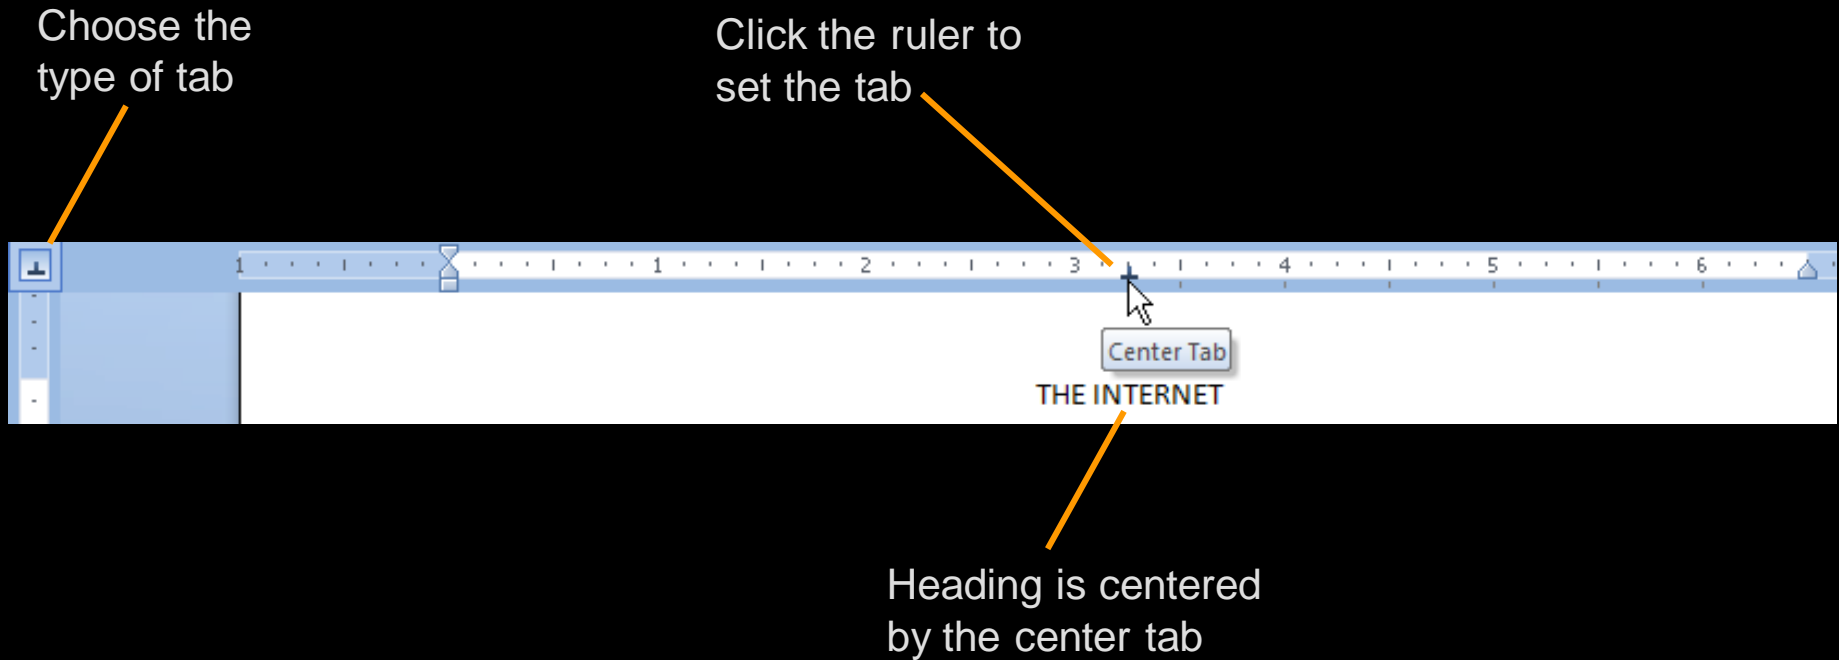 Choose the
type of tab
Click the ruler to
set the tab
1 1 2 3 4 5 6
Center Tab
THE INTERNET
Heading is centered
by the center tab